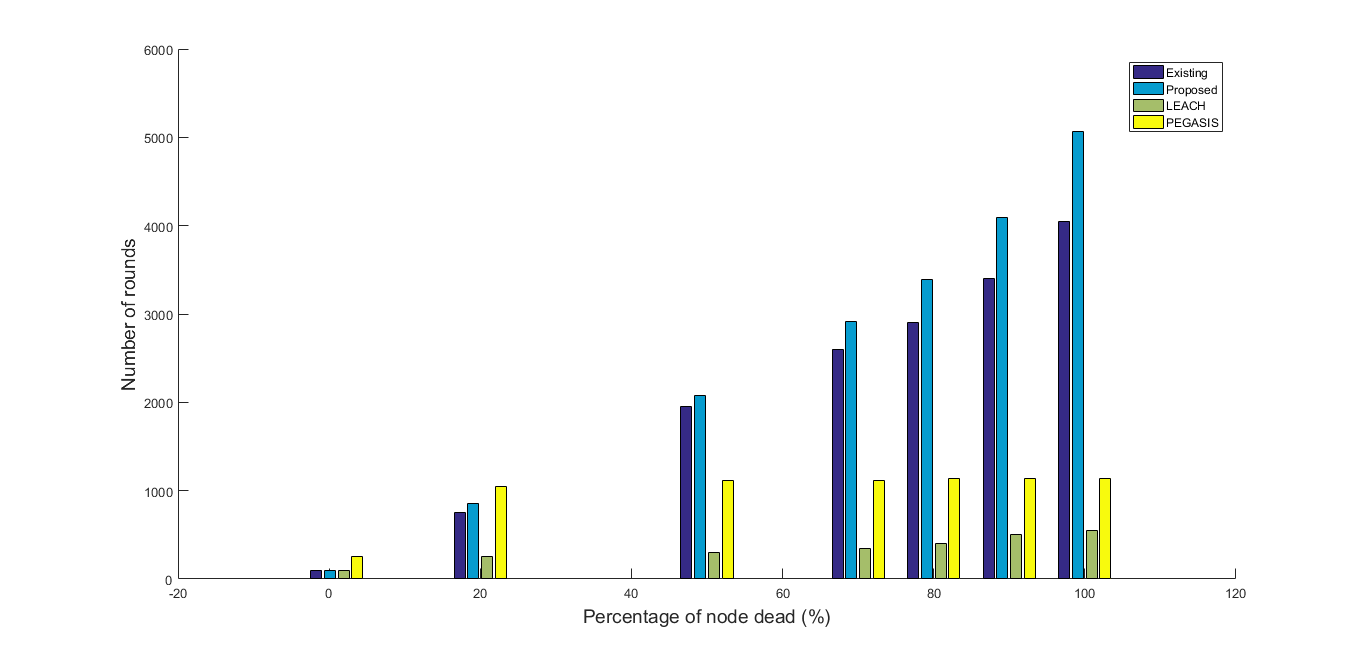 6000
5000
4000
3000
2000
1000
0
Number of rounds
Existing
Proposed
LEACH
PEGASIS
-20 0 20 40 60 80 100 120
Percentage of node dead (%)